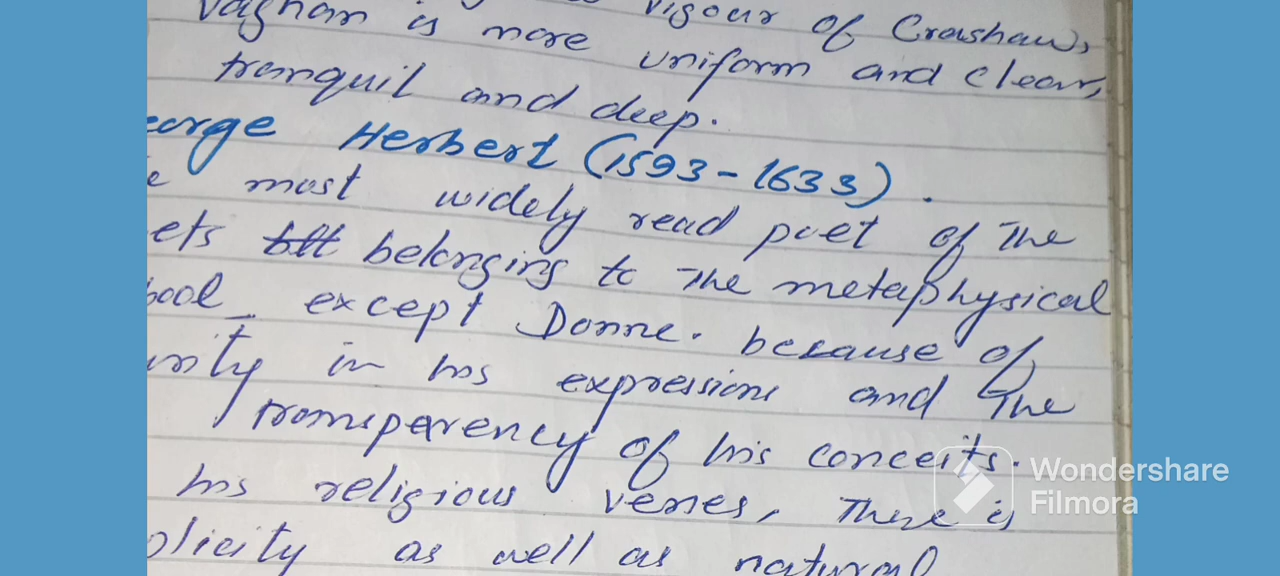 Vaghan is vigour of Crashaw,
more uniform and clear,
tranquil and deep.
eorge Herbert (1593-1633).
e most widely read poet of The
ets belonging to The metaphysical
ool except Donne. because of
rity in his expressions and The
transparency of his conceits.
his religious verses, There is
plicity as well as natural
Wondershare
Filmora